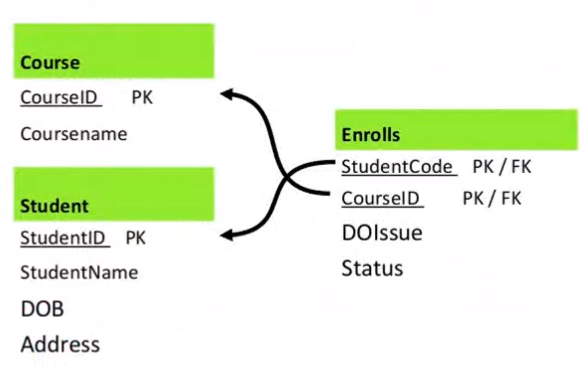 Course
CourseID PK
Coursename
Student
StudentID PK
StudentName
DOB
Address
Enrolls
StudentCode PK / FK
CourseID PK / FK
DOIssue
Status